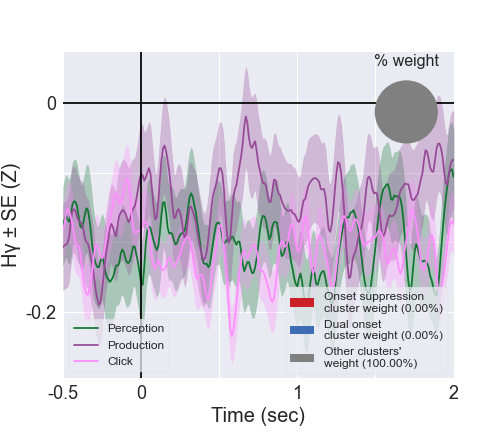 % weight
0
-0.2
Hγ ± SE (Z)
Perception
Production
Click
Onset suppression
cluster weight (0.00%)
Dual onset
cluster weight (0.00%)
Other clusters'
weight (100.00%)
-0.5
0
1
2
Time (sec)